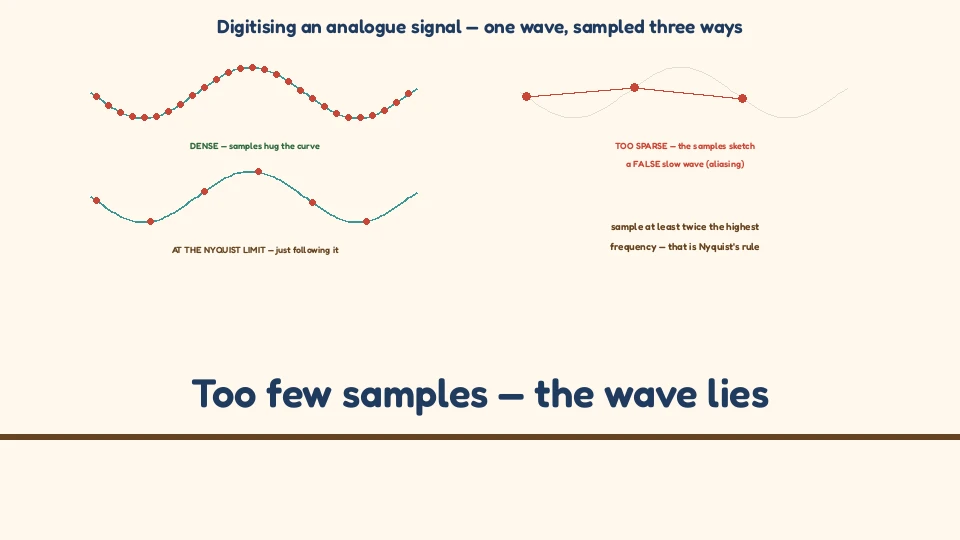 Digitising an analogue signal — one wave, sampled three ways
DENSE — samples hug the curve
TOO SPARSE — the samples sketch
a FALSE slow wave (aliasing)
AT THE NYQUIST LIMIT — just following it
sample at least twice the highest
frequency — that is Nyquist's rule
Too few samples — the wave lies